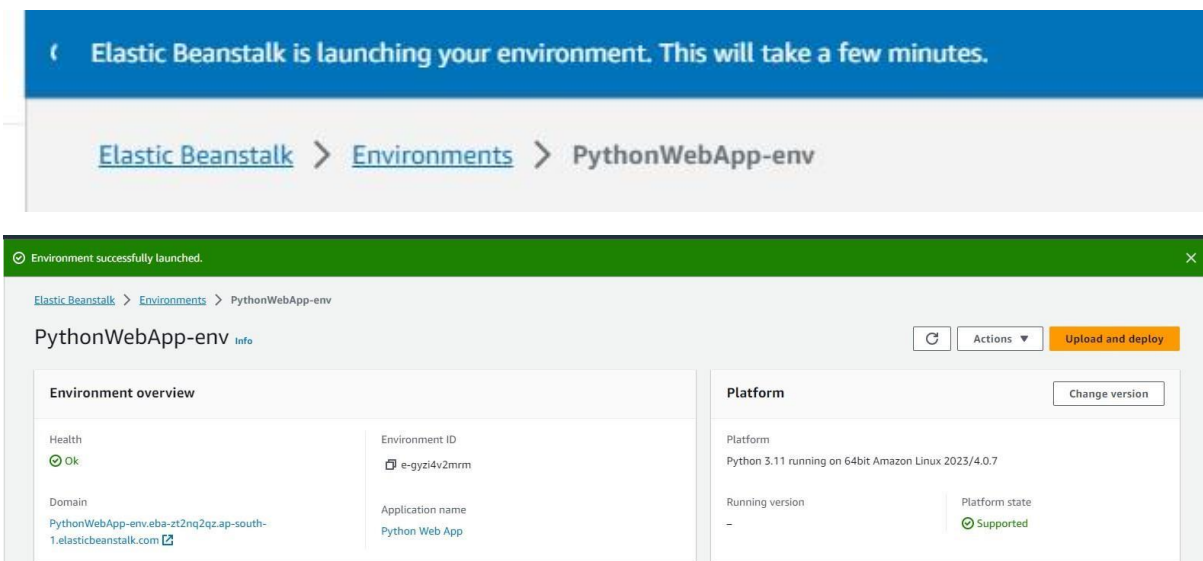 Elastic Beanstalk is launching your environment. This will take a few minutes.
Elastic Beanstalk > Environments > PythonWebApp-env
Environment successfully launched.
Elastic Beanstalk > Environments > PythonWebApp-env
PythonWebApp-env Info
Actions ▼ Upload and deploy
Environment overview
Health
Ok
Environment ID
e-gyzi4v2mrm
Domain
PythonWebApp-env.eba-zt2nq2qz.ap-south-
1.elasticbeanstalk.com
Application name
Python Web App
Platform
Change version
Platform
Python 3.11 running on 64bit Amazon Linux 2023/4.0.7
Running version
–
Platform state
Supported